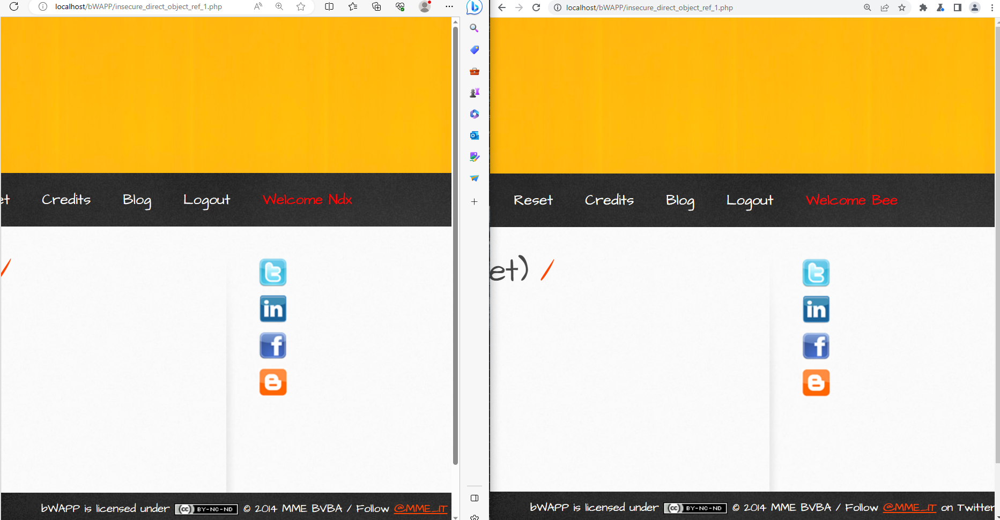 localhost/bWAPP/insecure_direct_object_ref_1.php
et Credits Blog Logout Welcome Ndx
/
bWAPP is licensed under (cc) BY-NC-ND © 2014 MME BVBA / Follow @MME_IT
localhost/bWAPP/insecure_direct_object_ref_1.php
Reset Credits Blog Logout Welcome Bee
et) /
bWAPP is licensed under (cc) BY-NC-ND © 2014 MME BVBA / Follow @MME_IT on Twitter